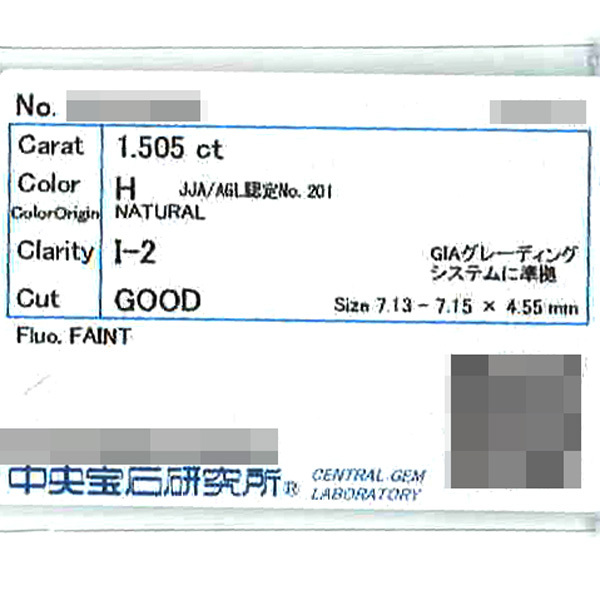 No.
Carat 1.505 ct
Color H JJA/AGL認定No. 201
ColorOrigin NATURAL
Clarity I-2 GIAグレーディング
システムに準拠
Cut GOOD Size 7.13 - 7.15 × 4.55 mm
Fluo. FAINT
中央宝石研究所® CENTRAL GEM
LABORATORY